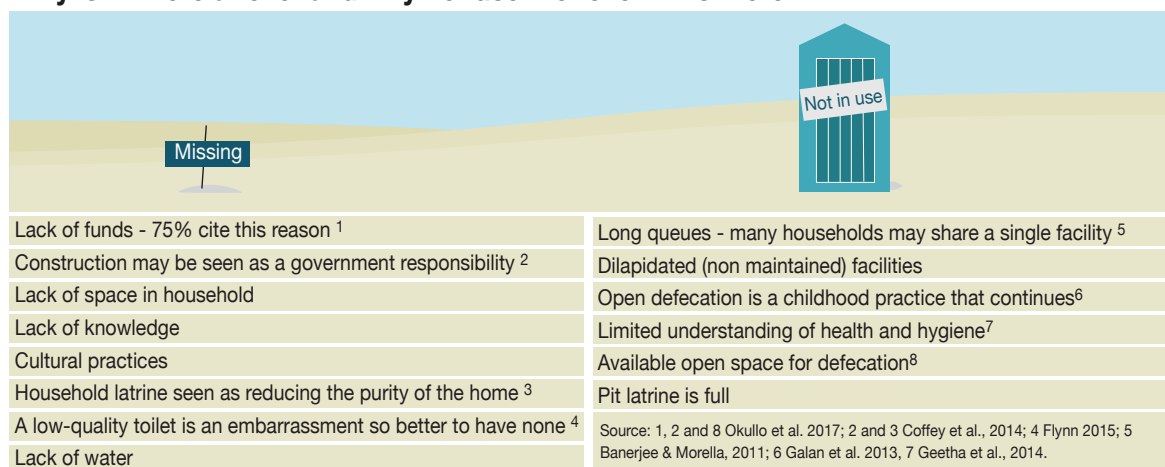 Missing
Not in use
Lack of funds - 75% cite this reason 1
Construction may be seen as a government responsibility 2
Lack of space in household
Lack of knowledge
Cultural practices
Household latrine seen as reducing the purity of the home 3
A low-quality toilet is an embarrassment so better to have none 4
Lack of water
Long queues - many households may share a single facility 5
Dilapidated (non maintained) facilities
Open defecation is a childhood practice that continues6
Limited understanding of health and hygiene7
Available open space for defecation8
Pit latrine is full
Source: 1, 2 and 8 Okullo et al. 2017; 2 and 3 Coffey et al., 2014; 4 Flynn 2015; 5
Banerjee & Morella, 2011; 6 Galan et al. 2013, 7 Geetha et al., 2014.